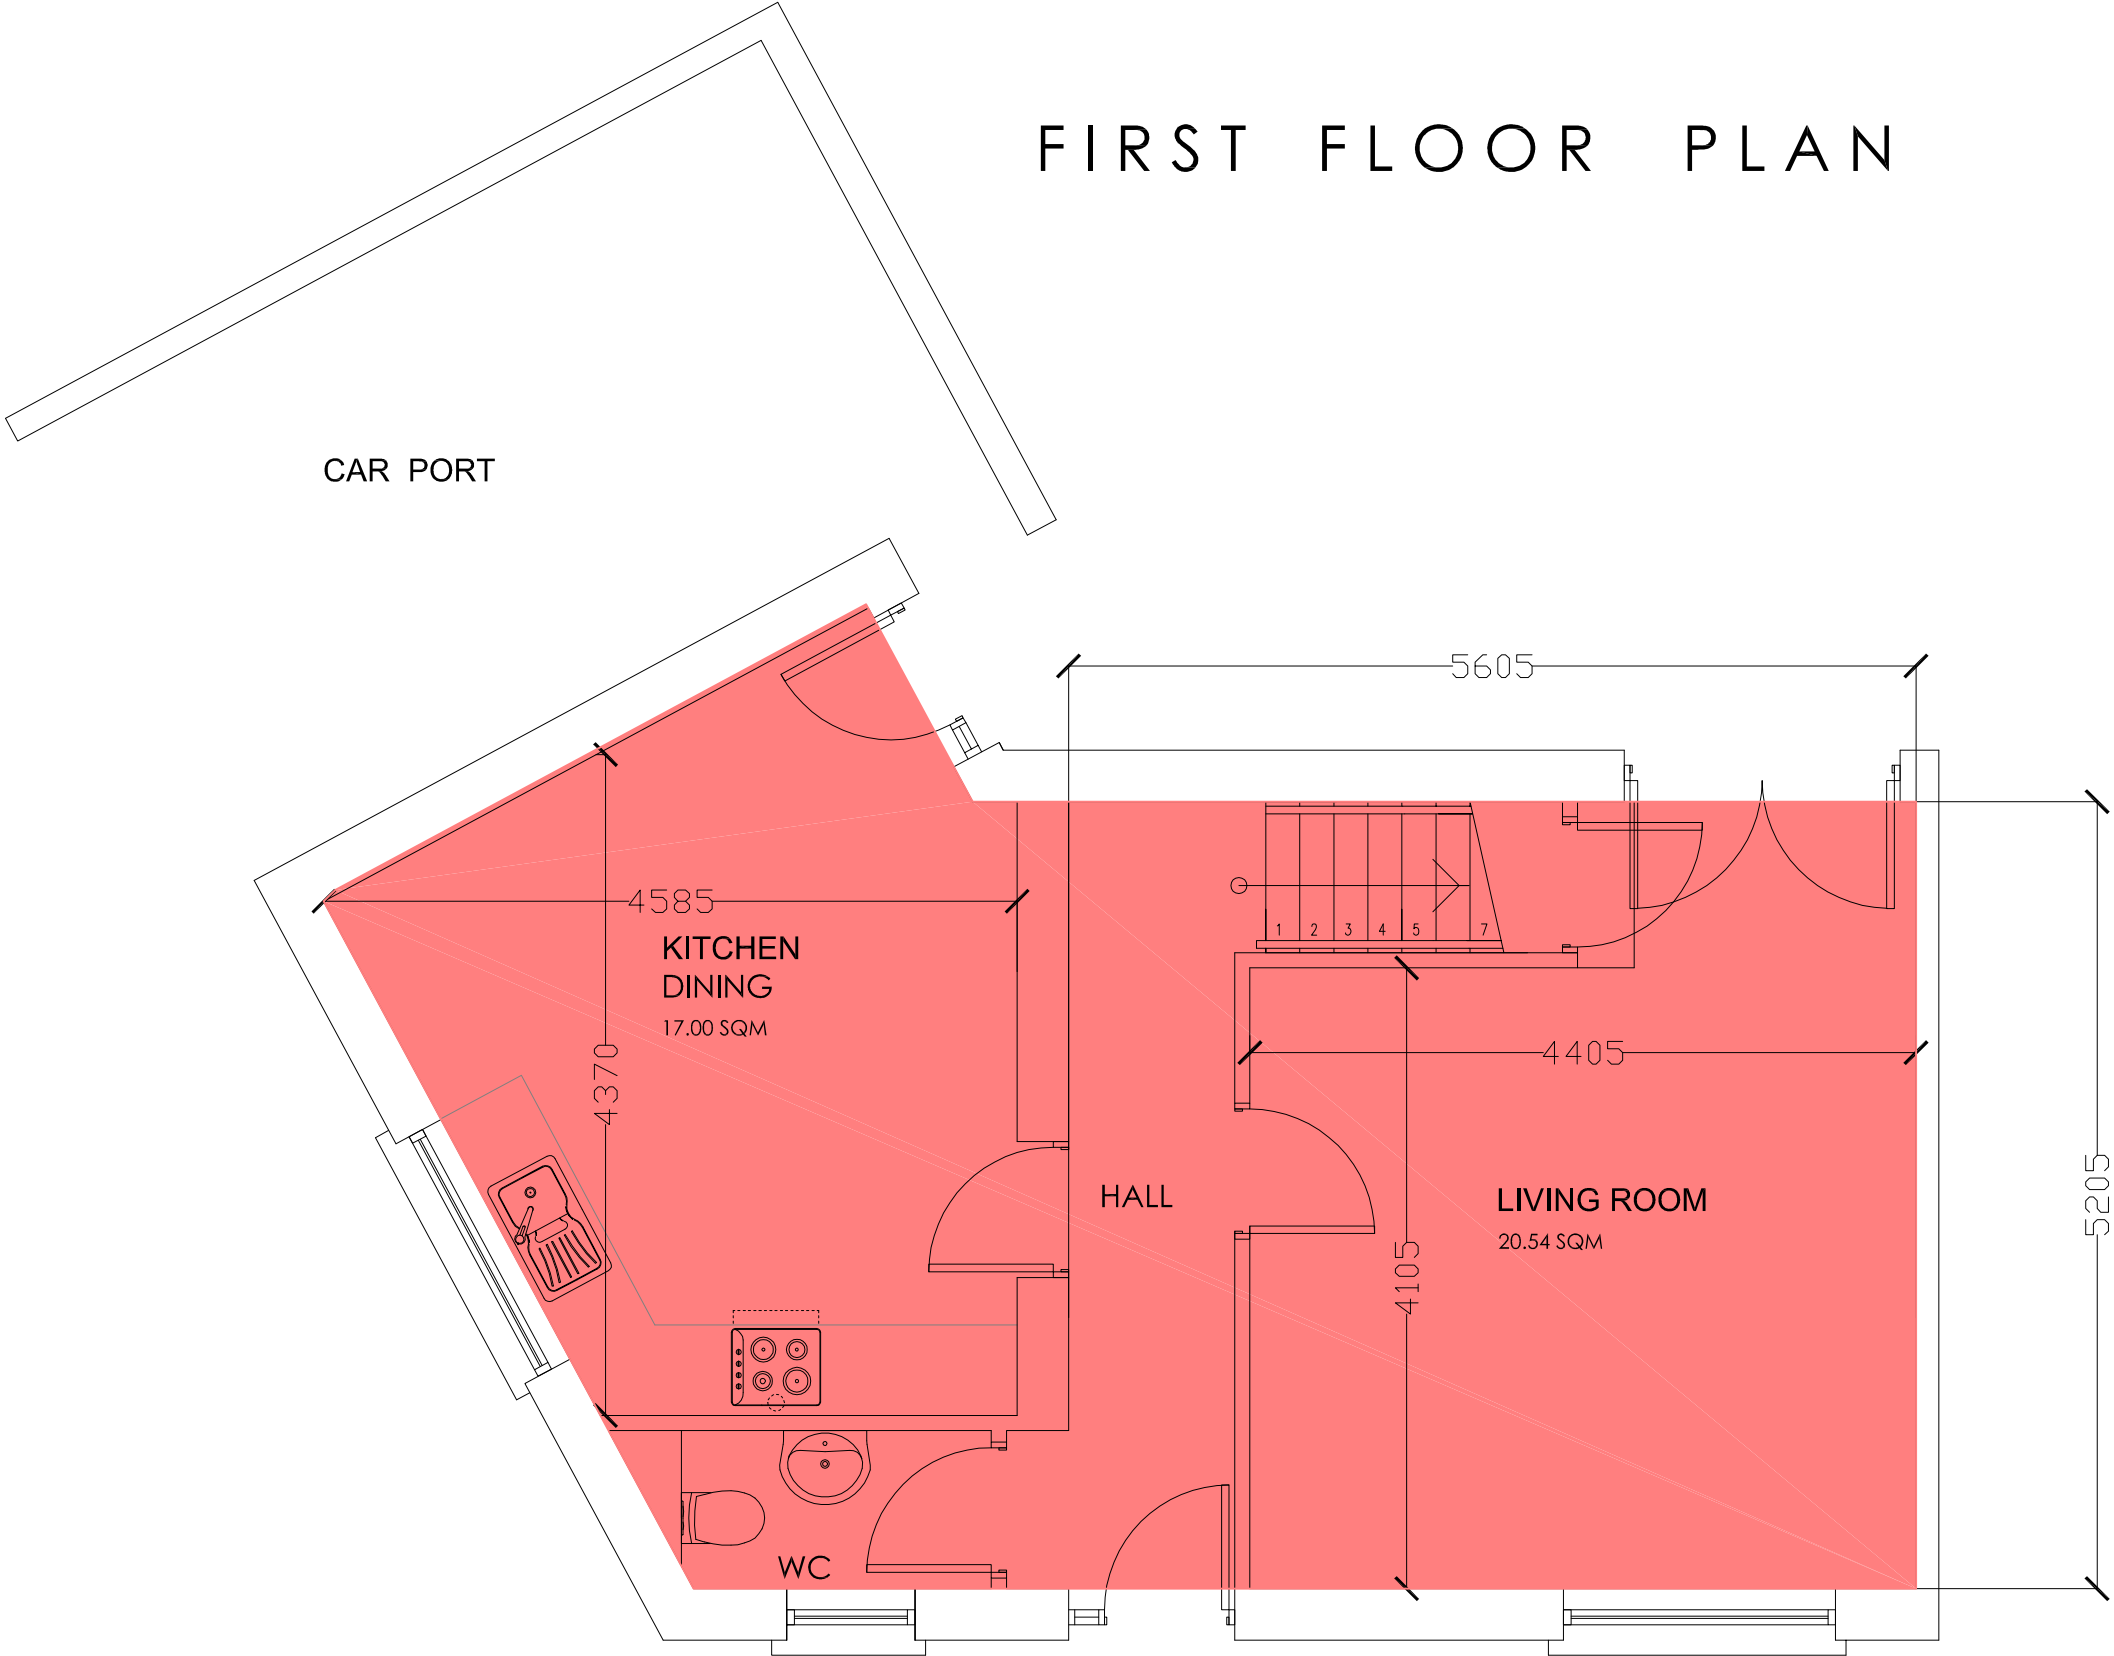 FIRST FLOOR PLAN
CAR PORT
5605
4585
KITCHEN
DINING
17.00 SQM
4370
1 2 3 4 5 7
4405
HALL
LIVING ROOM
20.54 SQM
4105
5205
WC